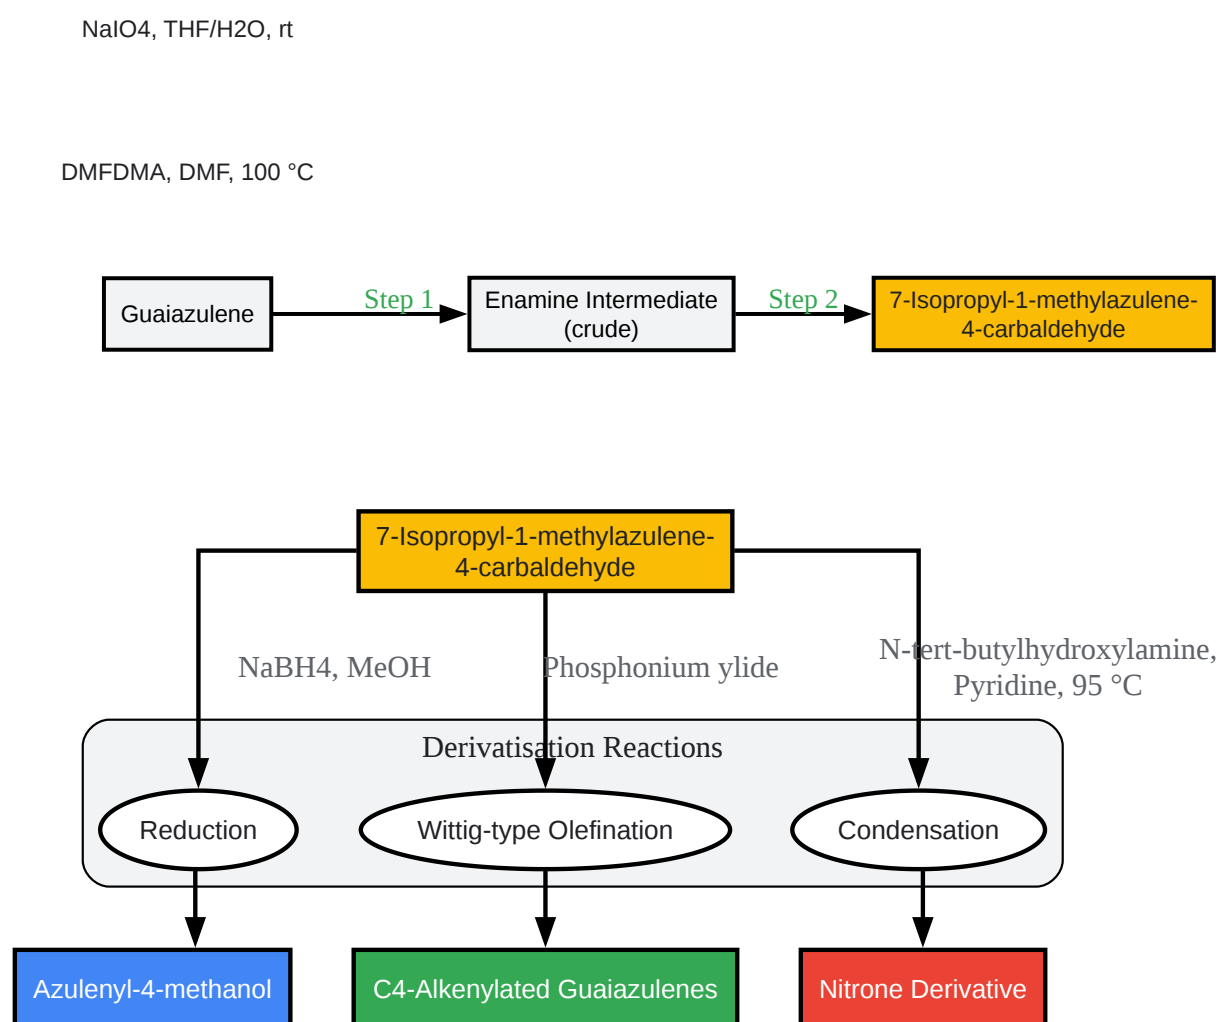 NaIO4, THF/H2O, rt
DMFDMA, DMF, 100 °C
Guaiazulene
Step 1
Enamine Intermediate
(crude)
Step 2
7-Isopropyl-1-methylazulene-
4-carbaldehyde
7-Isopropyl-1-methylazulene-
4-carbaldehyde
NaBH4, MeOH
Phosphonium ylide
N-tert-butylhydroxylamine,
Pyridine, 95 °C
Derivatisation Reactions
Reduction
Wittig-type Olefination
Condensation
Azulenyl-4-methanol
C4-Alkenylated Guaiazulenes
Nitrone Derivative